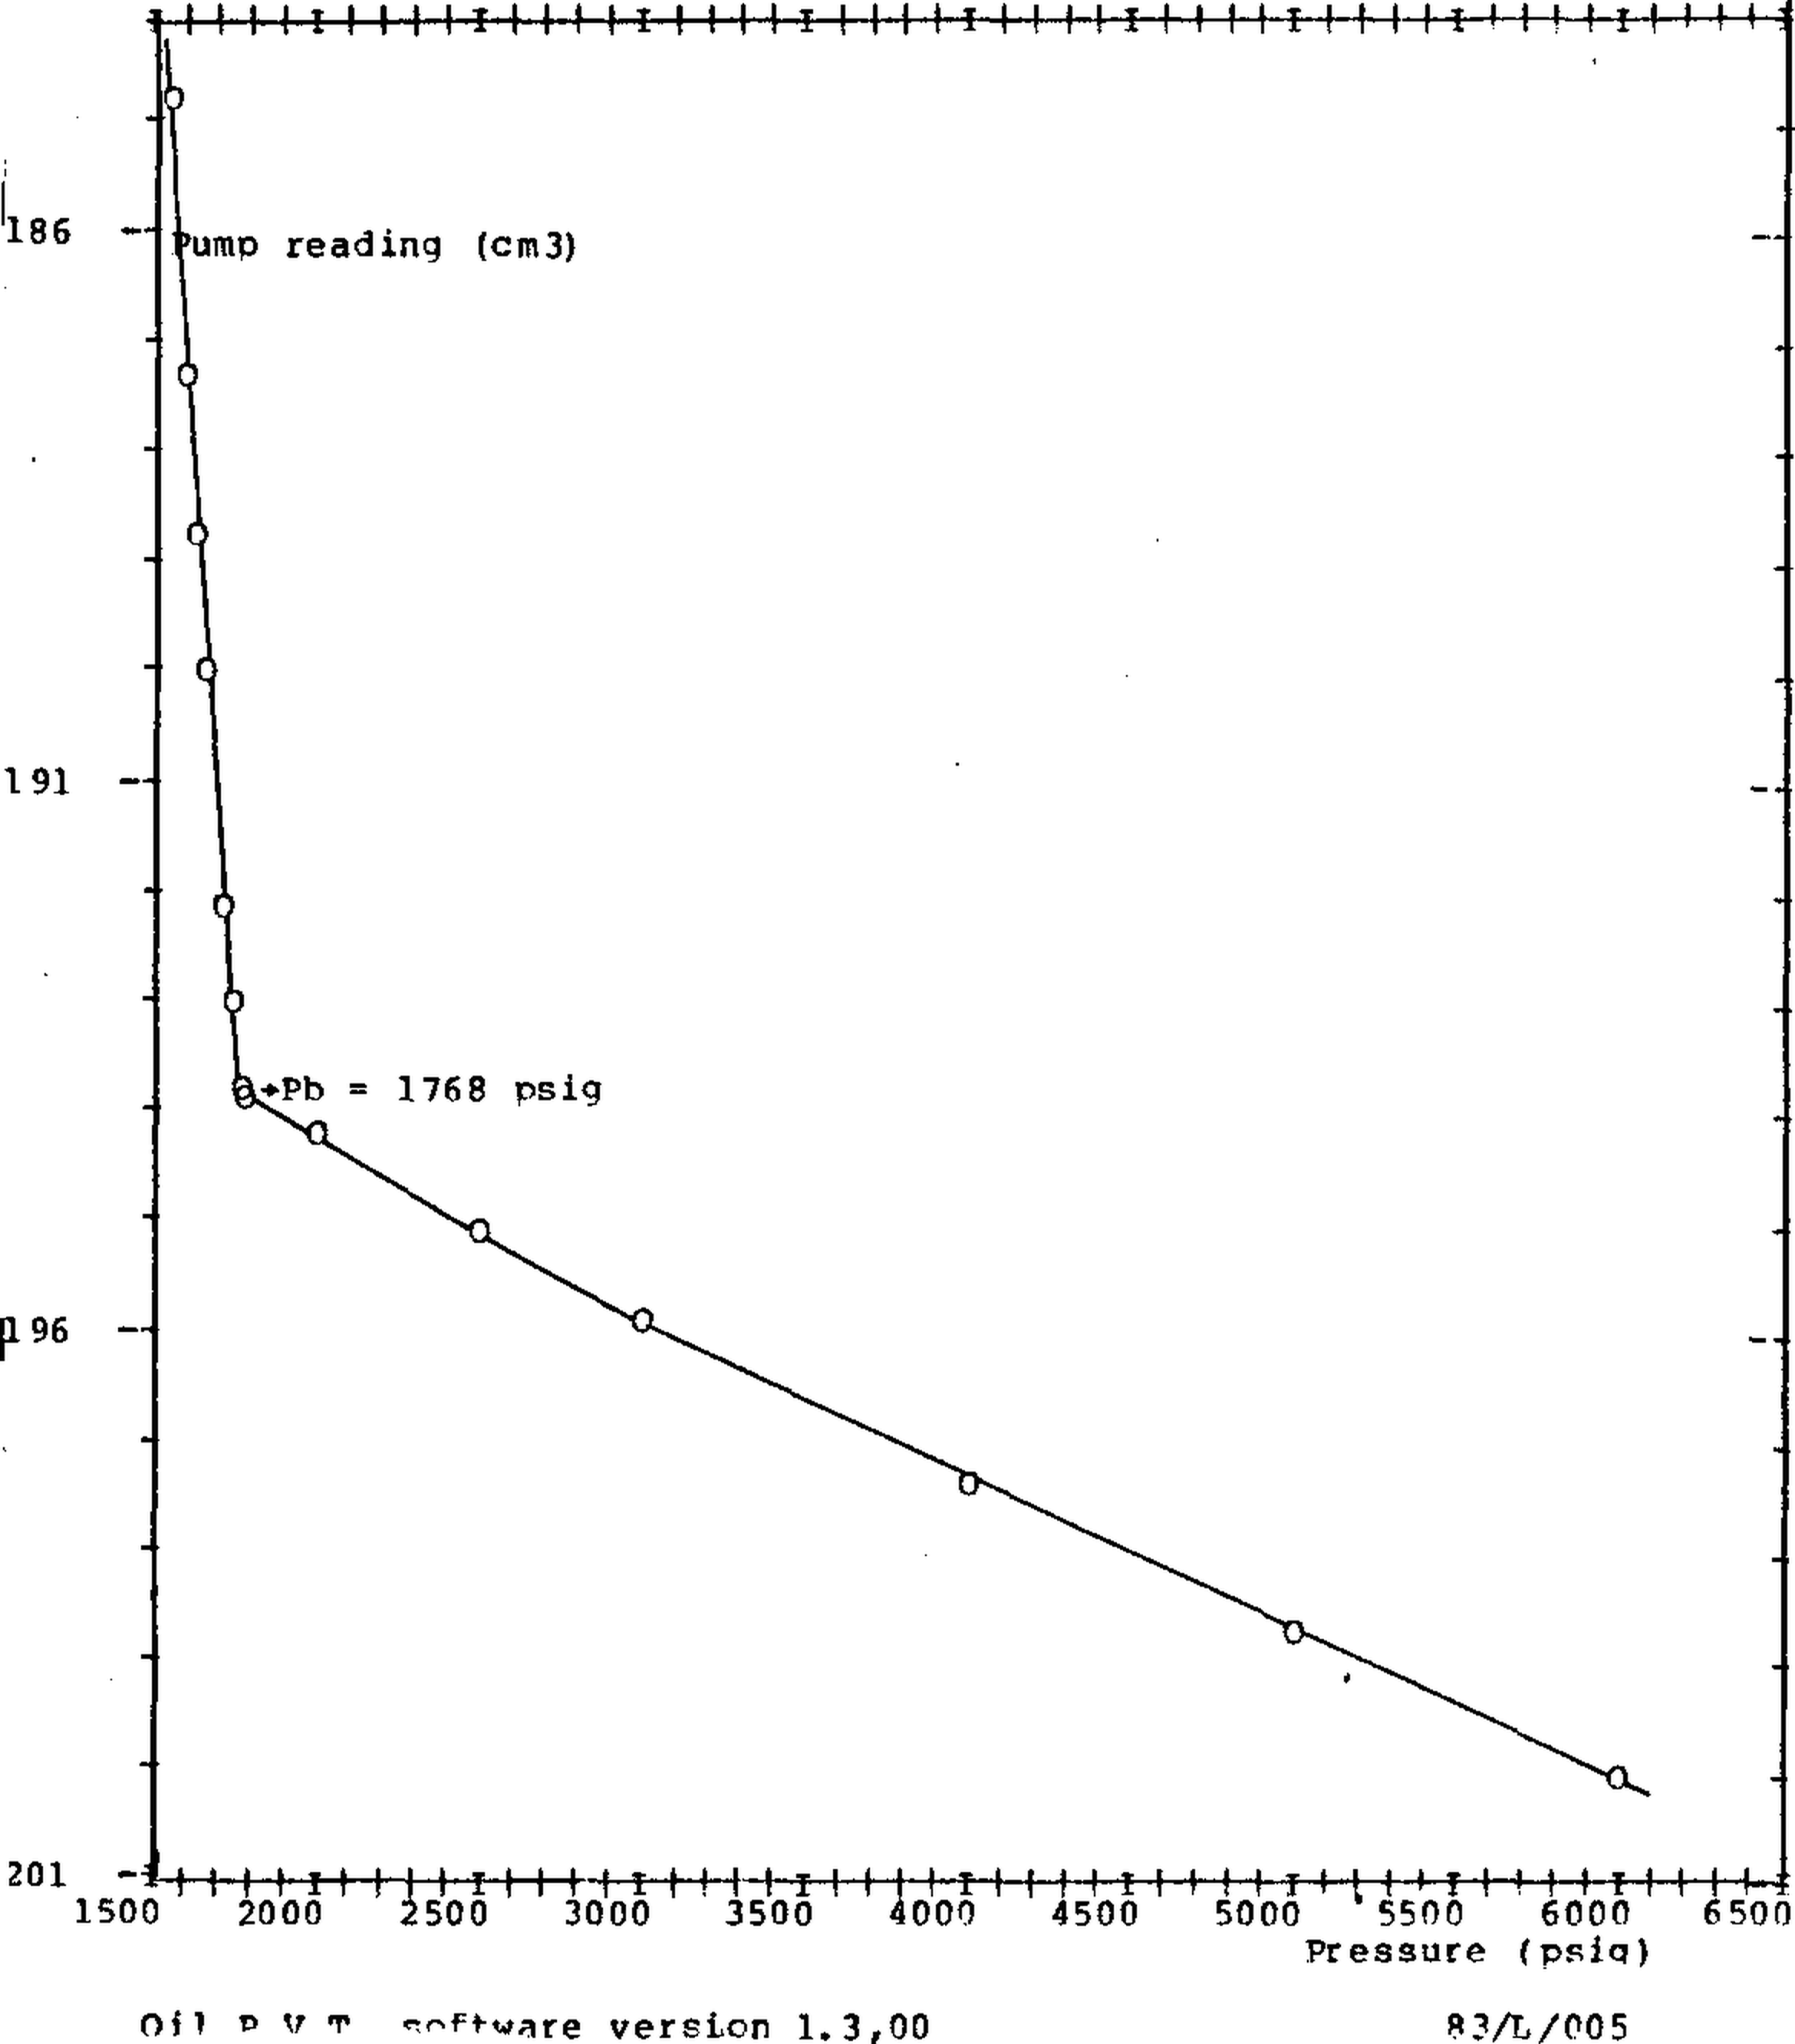 186
Pump reading (cm3)
191
Pb = 1768 psig
196
201
1500 2000 2500 3000 3500 4000 4500 5000 5500 6000 6500
Pressure (psig)
Oil P V T software version 1.3,00 83/L/005